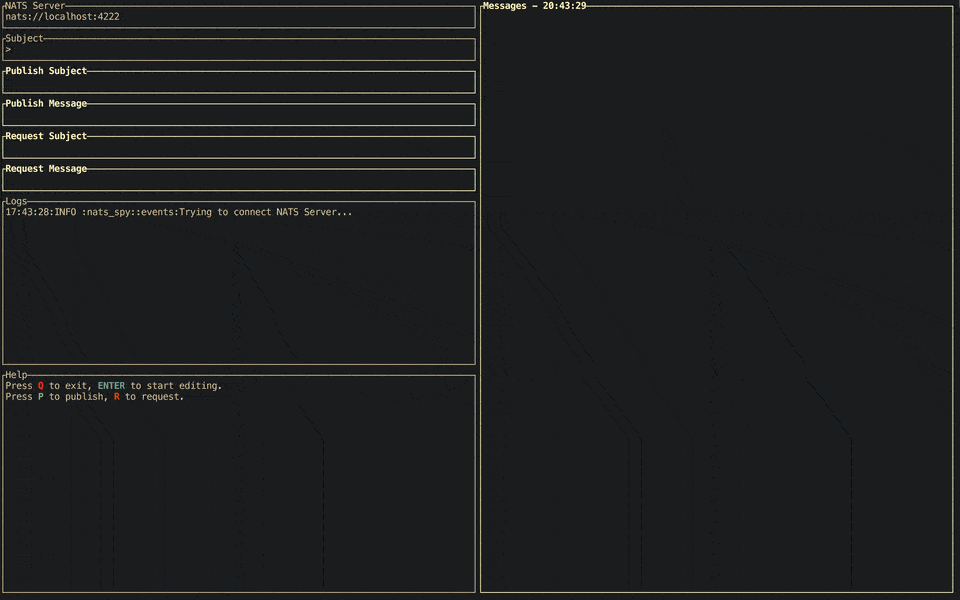 NATS Server
nats://localhost:4222
Subject
>
Publish Subject
Publish Message
Request Subject
Request Message
Logs
17:43:28:INFO :nats_spy::events:Trying to connect NATS Server...
Help
Press Q to exit, ENTER to start editing.
Press P to publish, R to request.
Messages — 20:43:29